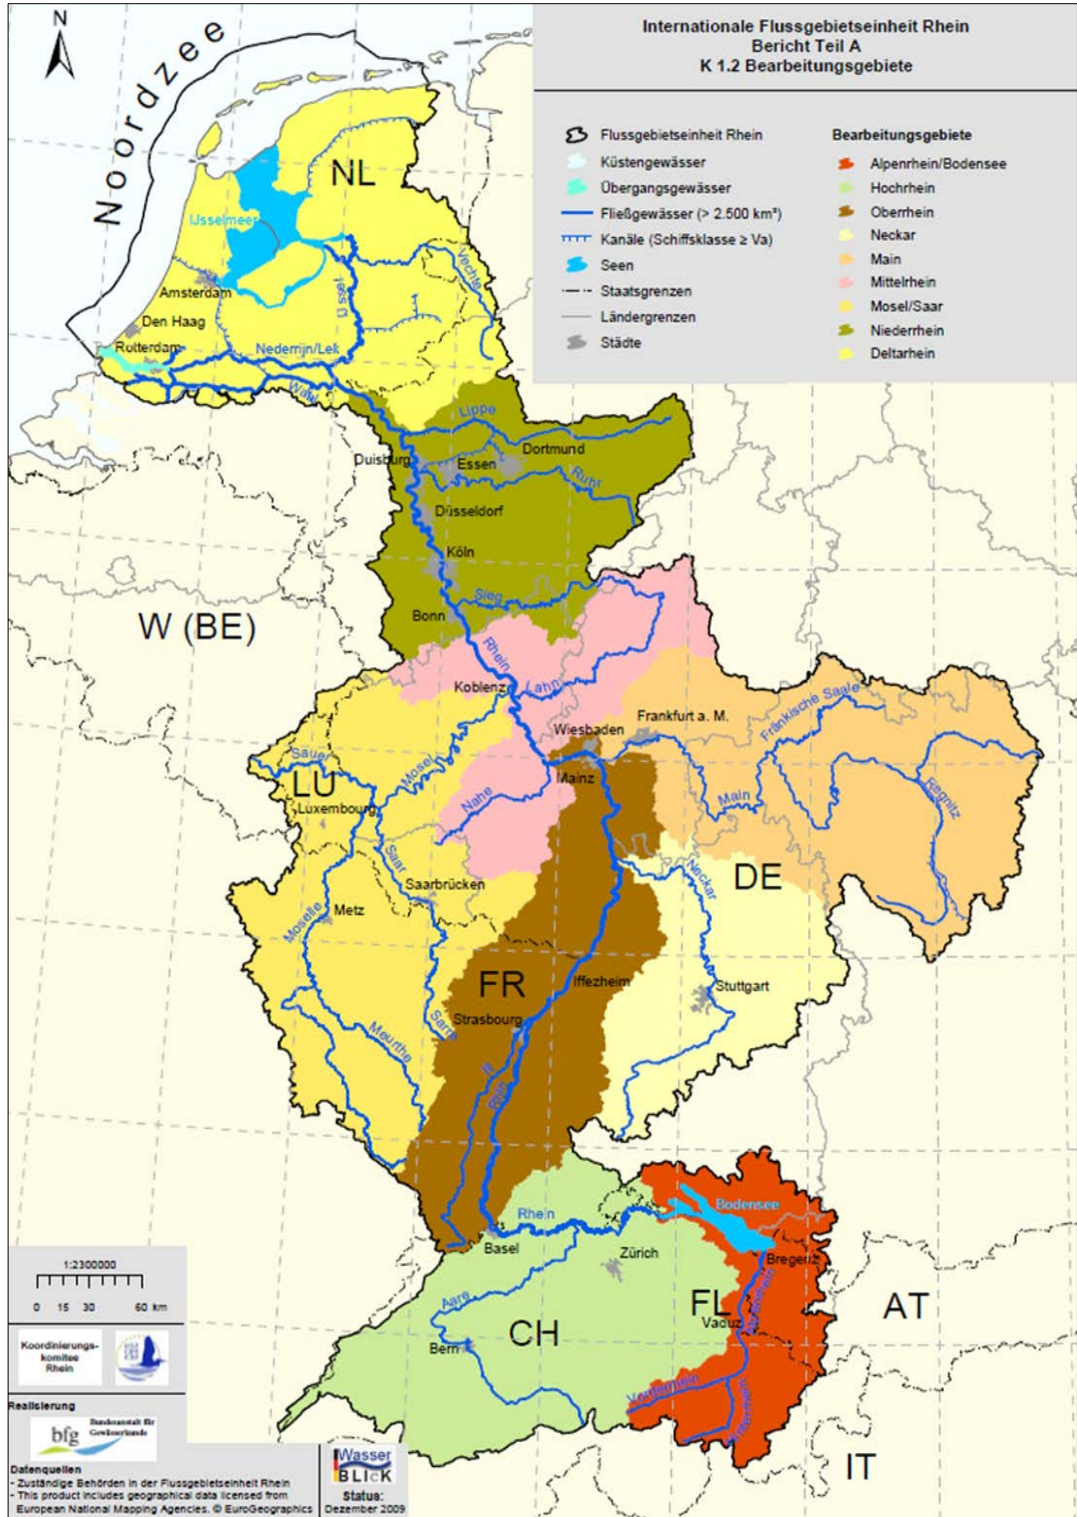 Internationale Flussgebietseinheit Rhein
Bericht Teil A
K 1.2 Bearbeitungsgebiete
Flussgebietseinheit Rhein
Küstengewässer
Übergangsgewässer
Fließgewässer (> 2.500 km²)
Kanäle (Schiffsklasse ≥ Va)
Seen
Staatsgrenzen
Ländergrenzen
Städte
Bearbeitungsgebiete
Alpenrhein/Bodensee
Hochrhein
Oberrhein
Neckar
Main
Mittelrhein
Mosel/Saar
Niederrhein
Deltarhein
N
Noordzee
NL
IJsselmeer
Vechte
Amsterdam
IJssel
Den Haag
Rotterdam
Nederrijn/Lek
Waal
Lippe
Duisburg
Essen
Dortmund
Ruhr
Düsseldorf
Köln
Sieg
Bonn
W (BE)
Rhein
Koblenz
Lahn
Wiesbaden
Frankfurt a. M.
Fränkische Saale
Sauer
Mosel
Mainz
LU
Luxembourg
Nahe
Main
Regnitz
Saar
Saarbrücken
Neckar
DE
Moselle
Metz
FR
Iffezheim
Stuttgart
Strasbourg
Sarre
Meurthe
Ill
Rhin
Rhein
Bodensee
Basel
Zürich
Bregenz
Alpenrhein
Aare
FL
Vaduz
AT
CH
Bern
Vorderrhein
Hinterrhein
IT
1:2300000
0 15 30 60 km
Koordinierungs-
komitee
Rhein
Realisierung
bfg
Bundesanstalt für
Gewässerkunde
Wasser
BLIcK
Datenquellen
- Zuständige Behörden in der Flussgebietseinheit Rhein
- This product includes geographical data licensed from
European National Mapping Agencies. © EuroGeographics
Status:
Dezember 2009